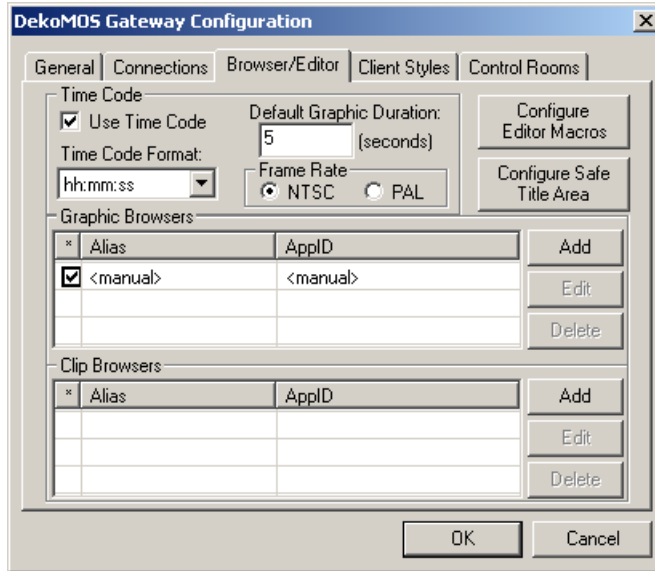 DekoMOS Gateway Configuration
General
Connections
Browser/Editor
Client Styles
Control Rooms
Time Code
Use Time Code
Time Code Format:
hh:mm:ss
Default Graphic Duration:
5
(seconds)
Frame Rate
NTSC
PAL
Configure
Editor Macros
Configure Safe
Title Area
Graphic Browsers
* Alias AppID
<manual> <manual>
Add
Edit
Delete
Clip Browsers
* Alias AppID
Add
Edit
Delete
OK
Cancel